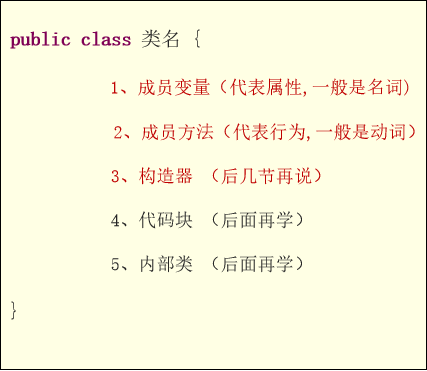 public class 类名 {
1、成员变量（代表属性,一般是名词)
2、成员方法（代表行为,一般是动词）
3、构造器 （后几节再说）
4、代码块 （后面再学）
5、内部类 （后面再学）
}